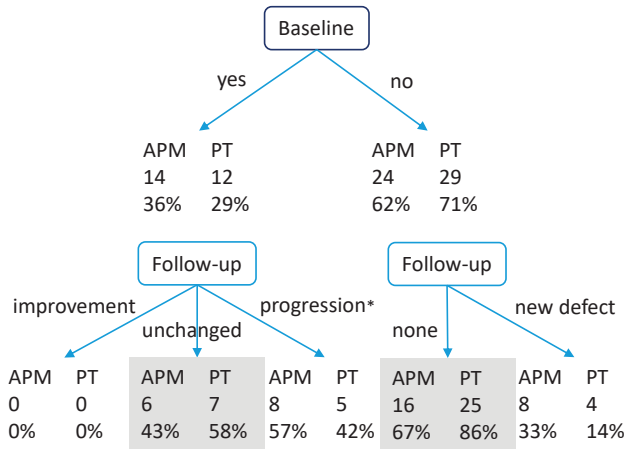 Baseline
yes no
APM PT APM PT
14 12 24 29
36% 29% 62% 71%
Follow-up Follow-up
improvement progression* new defect
unchanged none
APM PT APM PT APM PT APM PT APM PT
0 0 6 7 8 5 16 25 8 4
0% 0% 43% 58% 57% 42% 67% 86% 33% 14%